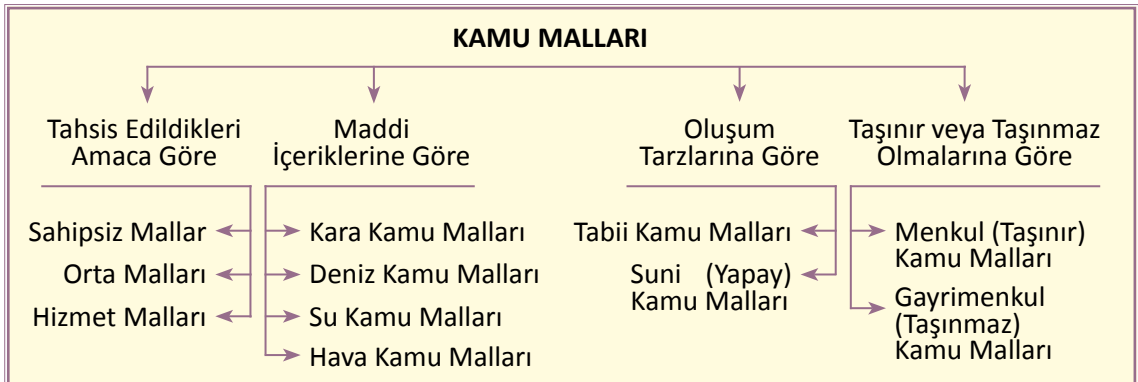 KAMU MALLARI
Tahsis Edildikleri
Amaca Göre
Sahipsiz Mallar
Orta Malları
Hizmet Malları
Maddi
İçeriklerine Göre
Kara Kamu Malları
Deniz Kamu Malları
Su Kamu Malları
Hava Kamu Malları
Oluşum
Tarzlarına Göre
Tabii Kamu Malları
Suni (Yapay)
Kamu Malları
Taşınır veya Taşınmaz
Olmalarına Göre
Menkul (Taşınır)
Kamu Malları
Gayrimenkul
(Taşınmaz)
Kamu Malları